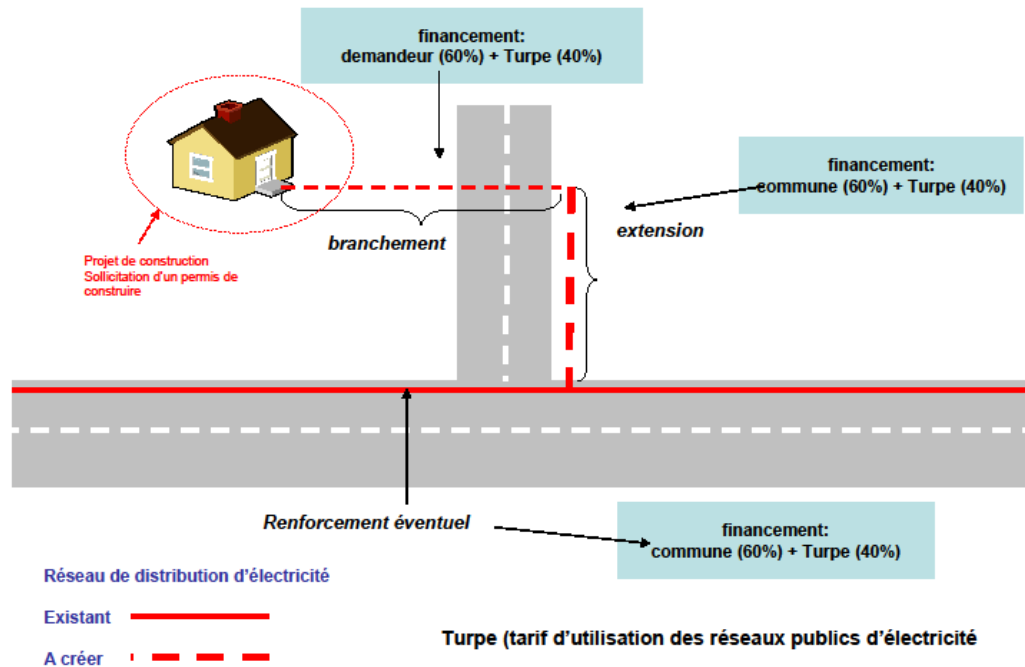 financement:
demandeur (60%) + Turpe (40%)
financement:
commune (60%) + Turpe (40%)
branchement
extension
Projet de construction
Sollicitation d'un permis de
construire
Renforcement éventuel
financement:
commune (60%) + Turpe (40%)
Réseau de distribution d'électricité
Existant
A créer
Turpe (tarif d'utilisation des réseaux publics d'électricité